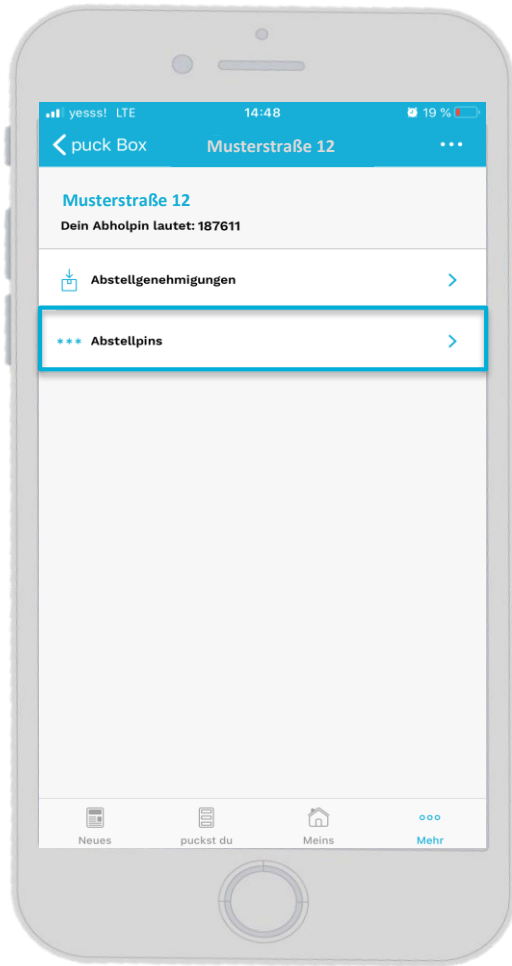 yesss! LTE 14:48 19 %
puck Box Musterstraße 12
Musterstraße 12
Dein Abholpin lautet: 187611
Abstellgenehmigungen
*** Abstellpins
Neues puckst du Meins Mehr